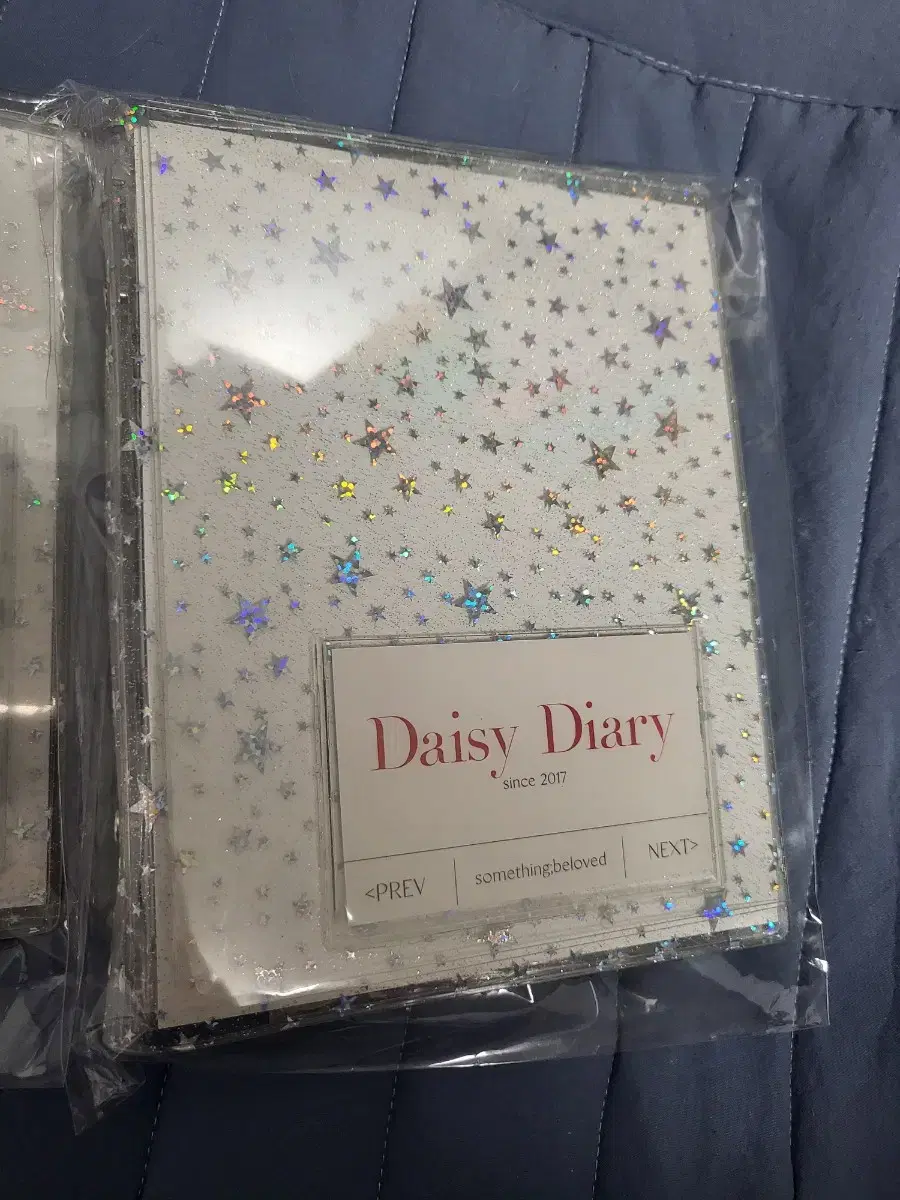 Daisy Diary
since 2017
<PREV
something;beloved
NEXT>